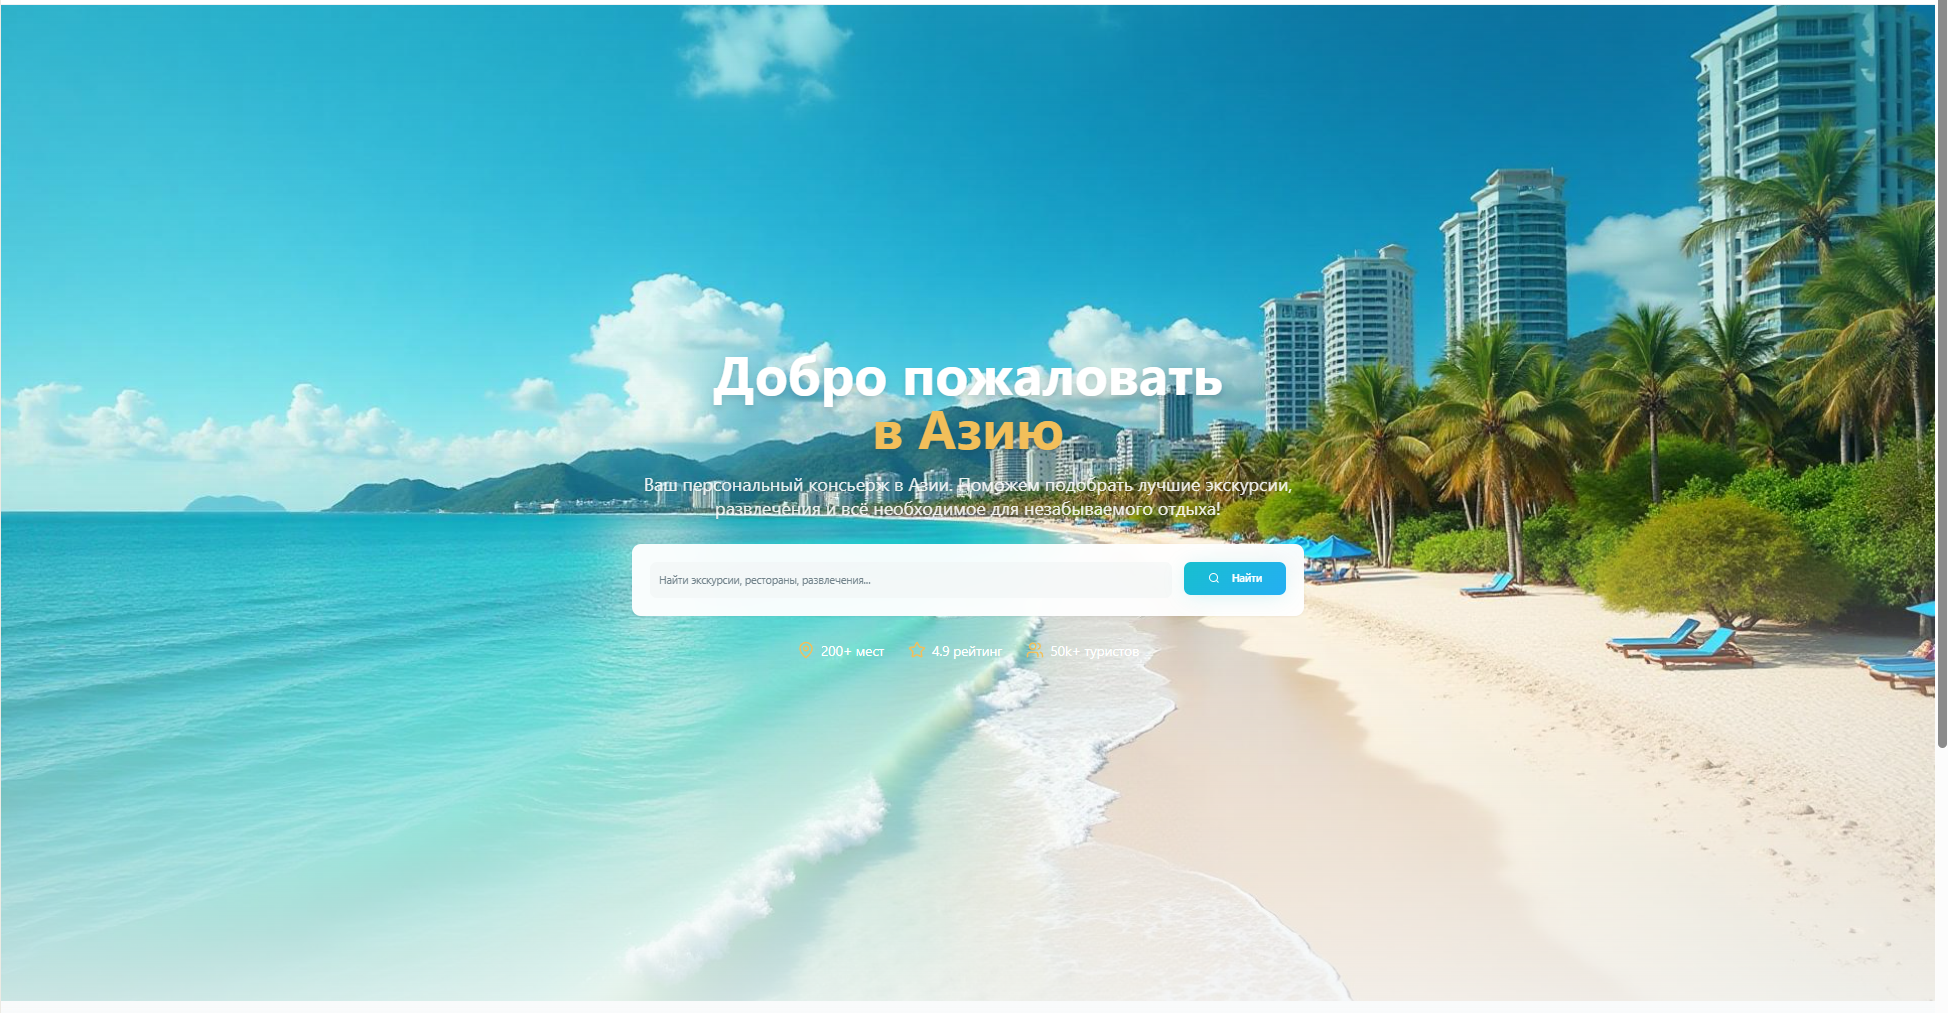 Добро пожаловать
в Азию
Ваш персональный консьерж в Азии. Поможем подобрать лучшие экскурсии,
развлечения и всё необходимое для незабываемого отдыха!
Найти экскурсии, рестораны, развлечения...
Найти
200+ мест
4.9 рейтинг
50k+ туристов